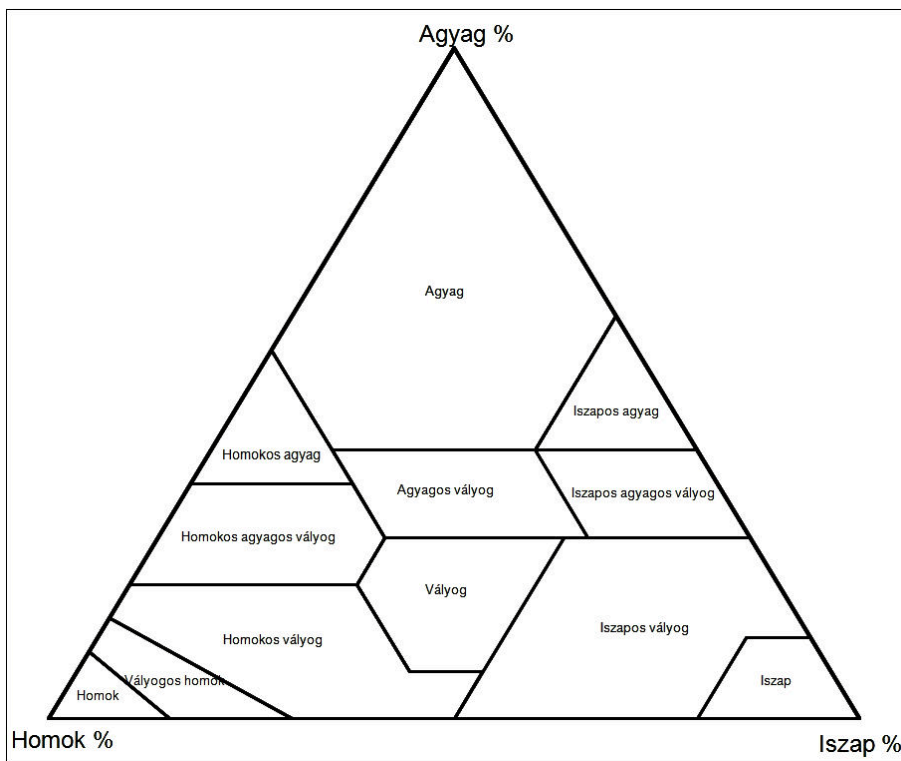 Agyag %
Agyag
Iszapos agyag
Homokos agyag
Agyagos vályog
Iszapos agyagos vályog
Homokos agyagos vályog
Vályog
Iszapos vályog
Homokos vályog
Vályogos homok
Iszap
Homok
Homok %
Iszap %